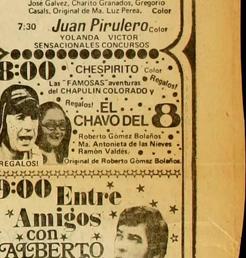 José Gálvez, Charito Granados, Gregorio
Casals, Original de Ma. Luz Perea, Color
7:30 Juan Pirulero Color
YOLANDA VICTOR
SENSACIONALES CONCURSOS
8:00 CHESPIRITO Color
Regalos!
Las "FAMOSAS" aventuras
del CHAPULIN COLORADO y
Regalos!
EL
CHAVO DEL 8
Roberto Gómez Bolaños
Ma. Antonieta de las Nieves
Ramón Valdés
REGALOS!
Original de Roberto Gómez Bolaños
9:00 Entre
Amigos
con
ALBERTO